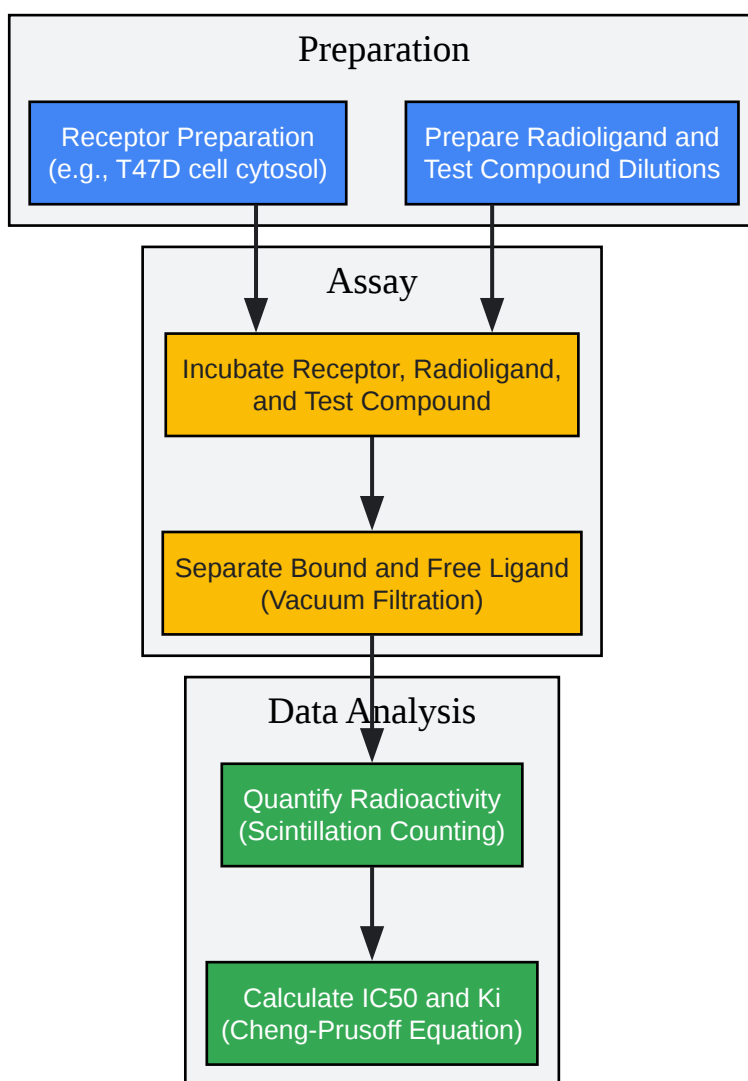 Preparation
Receptor Preparation
(e.g., T47D cell cytosol)
Prepare Radioligand and
Test Compound Dilutions
Assay
Incubate Receptor, Radioligand,
and Test Compound
Separate Bound and Free Ligand
(Vacuum Filtration)
Data Analysis
Quantify Radioactivity
(Scintillation Counting)
Calculate IC50 and Ki
(Cheng-Prusoff Equation)